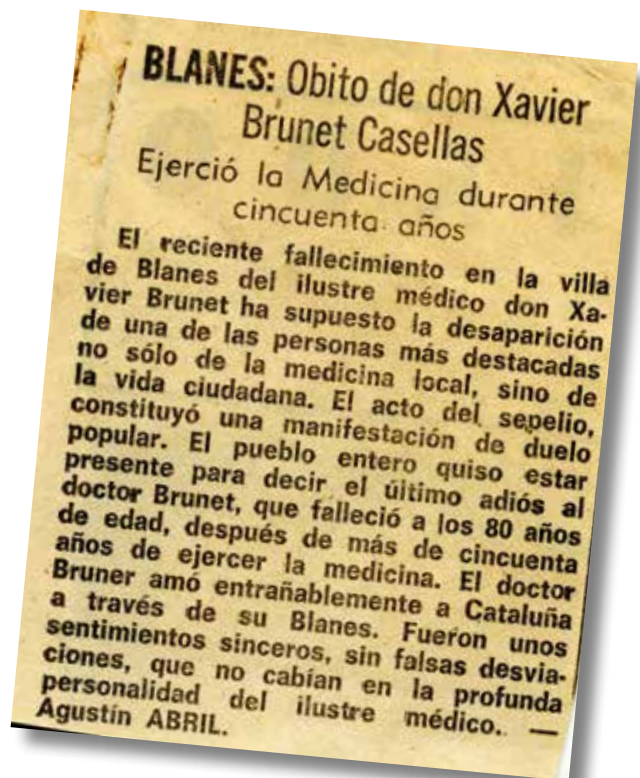 BLANES: Obito de don Xavier
Brunet Casellas
Ejerció la Medicina durante
cincuenta años
El reciente fallecimiento en la villa
de Blanes del ilustre médico don Xa-
vier Brunet ha supuesto la desaparición
de una de las personas más destacadas
no sólo de la medicina local, sino de
la vida ciudadana. El acto del sepelio,
constituyó una manifestación de duelo
popular. El pueblo entero quiso estar
presente para decir el último adiós al
doctor Brunet, que falleció a los 80 años
de edad, después de más de cincuenta
años de ejercer la medicina. El doctor
Bruner amó entrañablemente a Cataluña
a través de su Blanes. Fueron unos
sentimientos sinceros, sin falsas desvia-
ciones, que no cabían en la profunda
personalidad del ilustre médico. —
Agustín ABRIL.